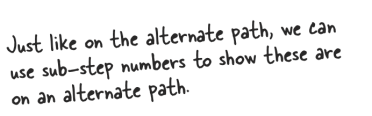 Just like on the alternate path, we can
use sub-step numbers to show these are
on an alternate path.